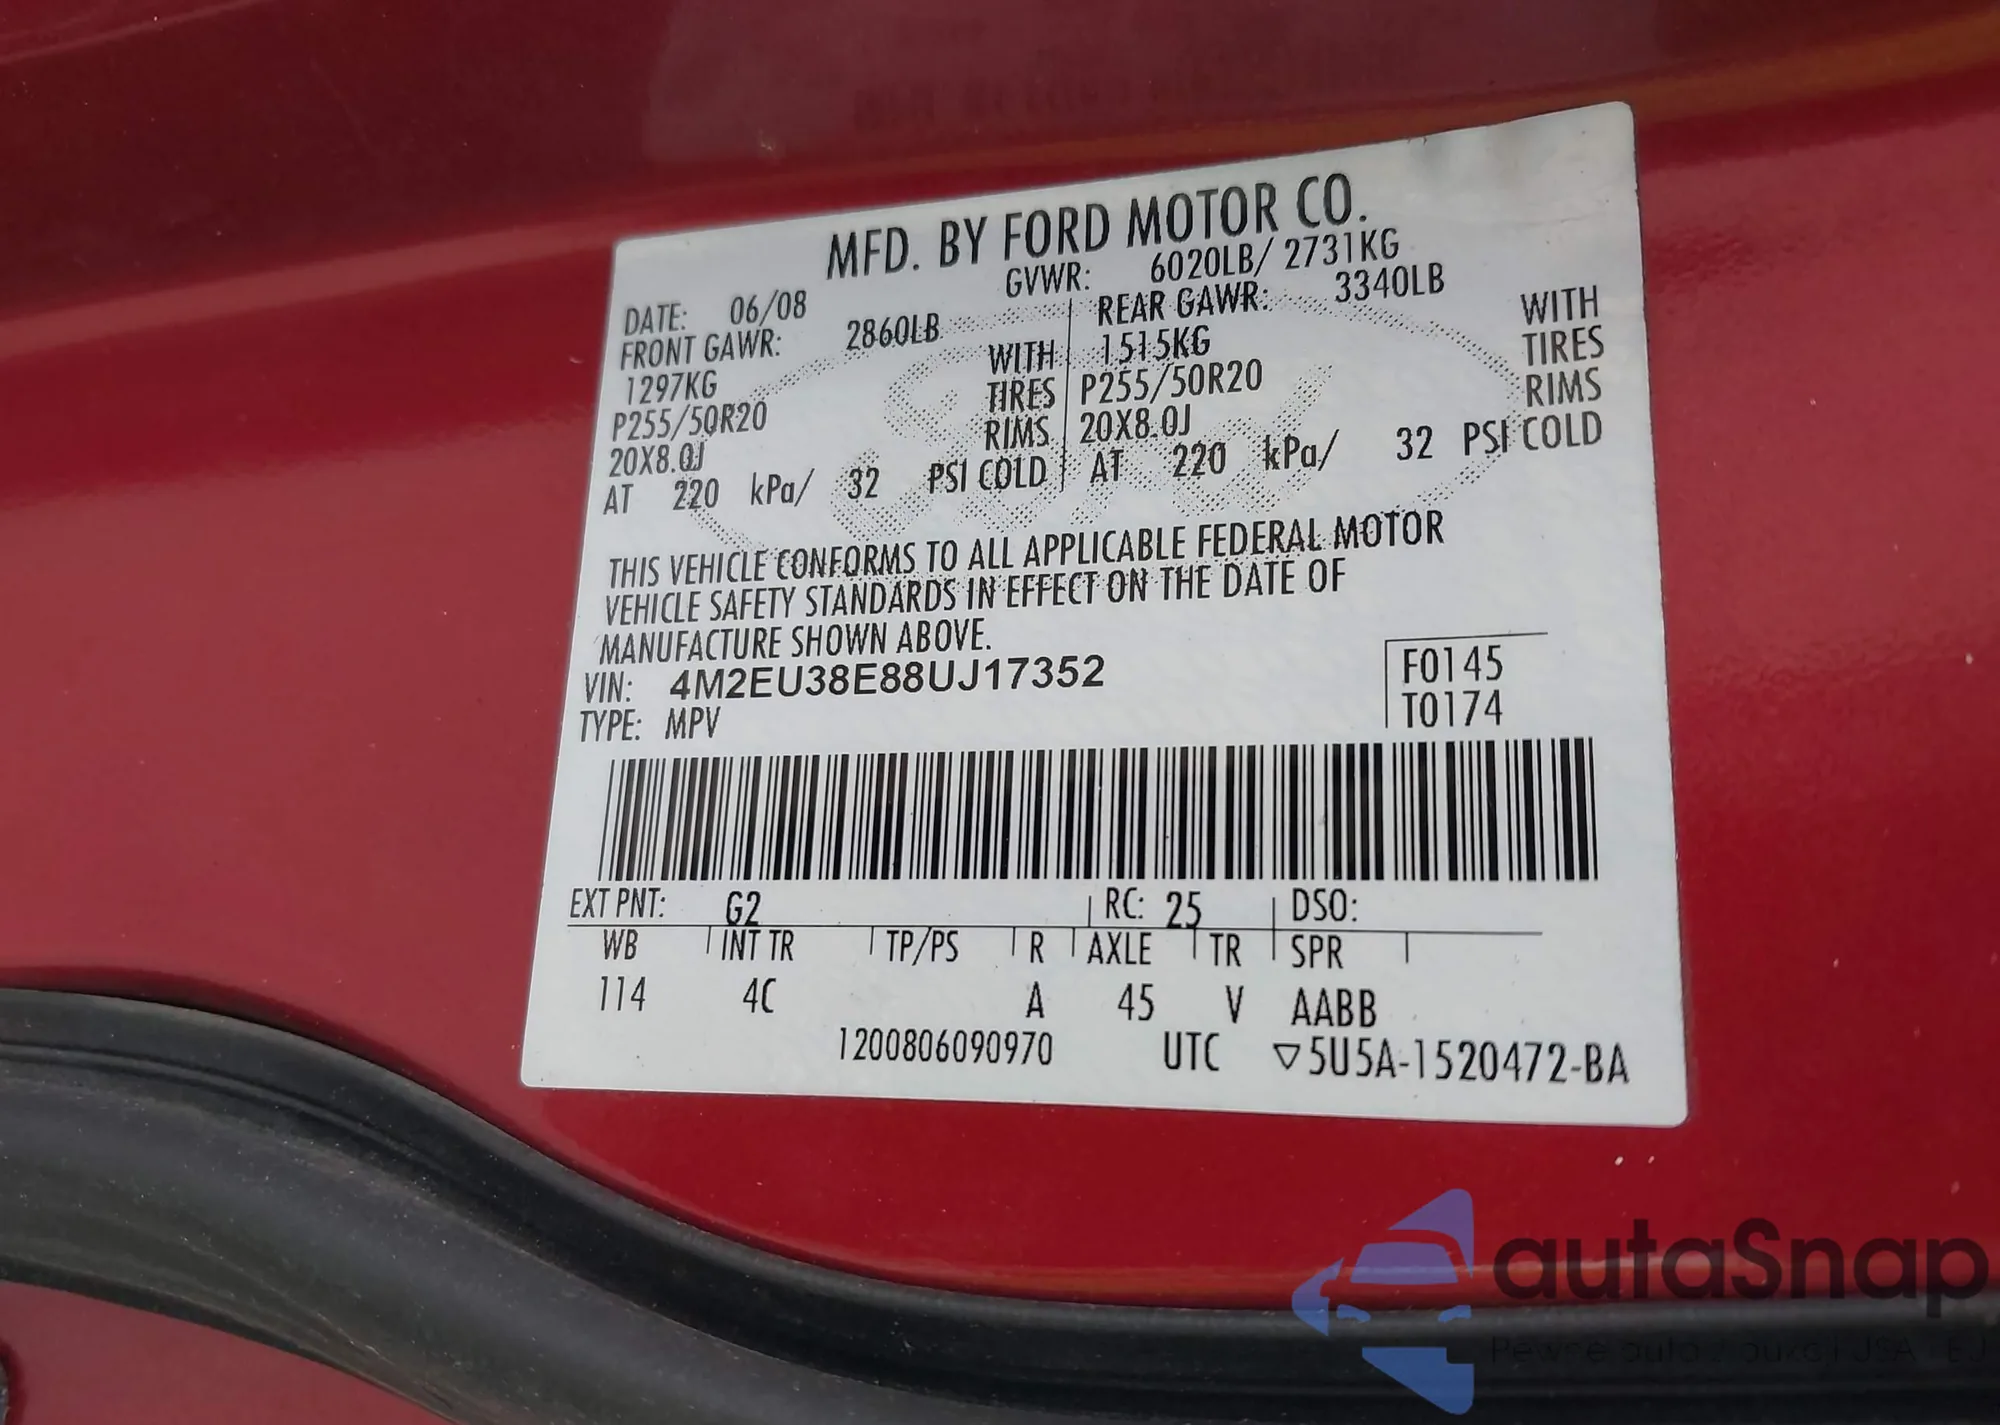 MFD. BY FORD MOTOR CO.
DATE: 06/08 GVWR: 6020LB/ 2731KG
FRONT GAWR: 2860LB REAR GAWR: 3340LB
1297KG WITH 1515KG WITH
P255/50R20 TIRES P255/50R20 TIRES
20X8.0J RIMS 20X8.0J RIMS
AT 220 kPa/ 32 PSI COLD AT 220 kPa/ 32 PSI COLD
THIS VEHICLE CONFORMS TO ALL APPLICABLE FEDERAL MOTOR
VEHICLE SAFETY STANDARDS IN EFFECT ON THE DATE OF
MANUFACTURE SHOWN ABOVE.
VIN: 4M2EU38E88UJ17352 F0145
TYPE: MPV T0174
EXT PNT: G2 RC: 25 DSO:
WB INT TR TP/PS R AXLE TR SPR
114 4C A 45 V AABB
1200806090970 UTC ▽5U5A-1520472-BA
autaSnap